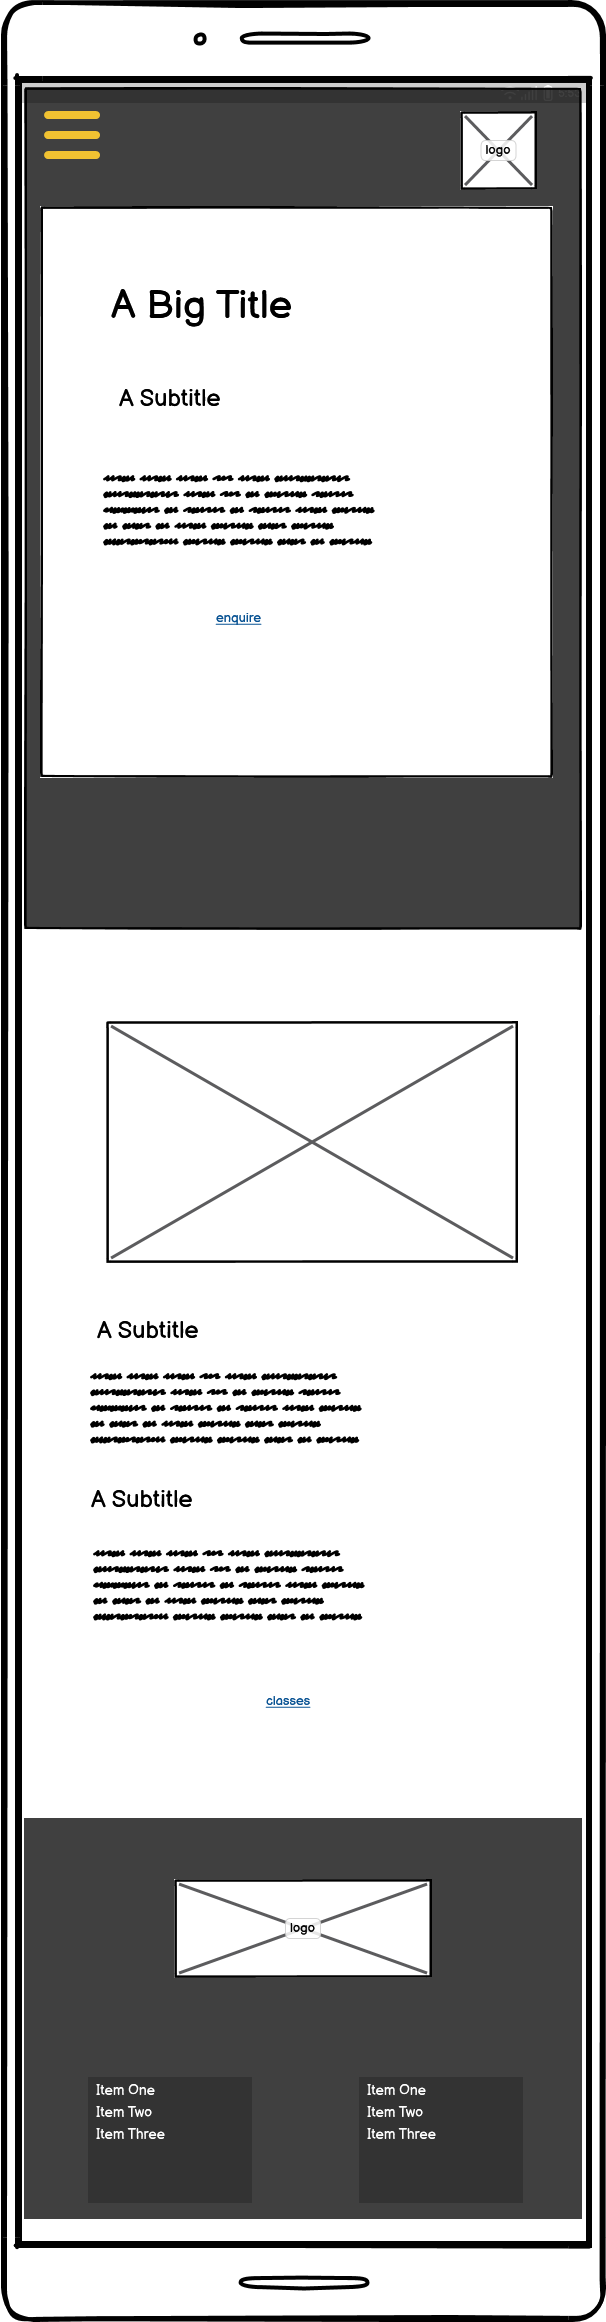 logo
A Big Title
A Subtitle
enquire
A Subtitle
A Subtitle
classes
logo
Item One
Item Two
Item Three
Item One
Item Two
Item Three